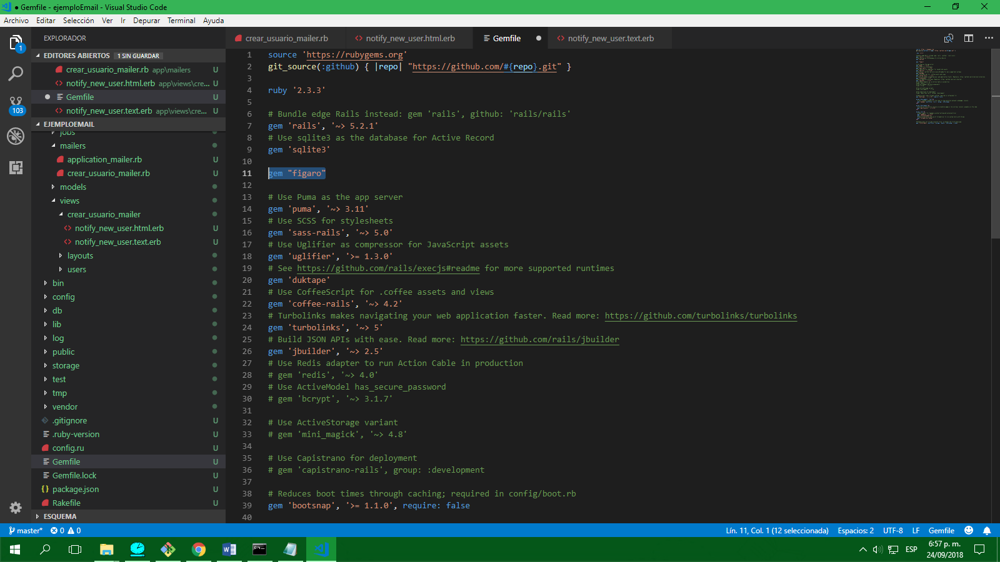 ● Gemfile - ejemploEmail - Visual Studio Code
Archivo Editar Selección Ver Ir Depurar Terminal Ayuda
EXPLORADOR
EDITORES ABIERTOS 1 SIN GUARDAR
crear_usuario_mailer.rb app\mailers U
notify_new_user.html.erb app\views\cre... U
● Gemfile U
notify_new_user.text.erb app\views\cre... U
EJEMPLOEMAIL
jobs
mailers
application_mailer.rb U
crear_usuario_mailer.rb U
models
views
crear_usuario_mailer
notify_new_user.html.erb U
notify_new_user.text.erb U
layouts
users
bin
config
db
lib
log
public
storage
test
tmp
vendor
.gitignore U
.ruby-version U
config.ru U
Gemfile U
Gemfile.lock U
{} package.json U
Rakefile U
ESQUEMA
1
103
crear_usuario_mailer.rb <> notify_new_user.html.erb Gemfile ● <> notify_new_user.text.erb
1 source 'https://rubygems.org'
2 git_source(:github) { |repo| "https://github.com/#{repo}.git" }
3
4 ruby '2.3.3'
5
6 # Bundle edge Rails instead: gem 'rails', github: 'rails/rails'
7 gem 'rails', '~> 5.2.1'
8 # Use sqlite3 as the database for Active Record
9 gem 'sqlite3'
10
11 gem "figaro"
12
13 # Use Puma as the app server
14 gem 'puma', '~> 3.11'
15 # Use SCSS for stylesheets
16 gem 'sass-rails', '~> 5.0'
17 # Use Uglifier as compressor for JavaScript assets
18 gem 'uglifier', '>= 1.3.0'
19 # See https://github.com/rails/execjs#readme for more supported runtimes
20 gem 'duktape'
21 # Use CoffeeScript for .coffee assets and views
22 gem 'coffee-rails', '~> 4.2'
23 # Turbolinks makes navigating your web application faster. Read more: https://github.com/turbolinks/turbolinks
24 gem 'turbolinks', '~> 5'
25 # Build JSON APIs with ease. Read more: https://github.com/rails/jbuilder
26 gem 'jbuilder', '~> 2.5'
27 # Use Redis adapter to run Action Cable in production
28 # gem 'redis', '~> 4.0'
29 # Use ActiveModel has_secure_password
30 # gem 'bcrypt', '~> 3.1.7'
31
32 # Use ActiveStorage variant
33 # gem 'mini_magick', '~> 4.8'
34
35 # Use Capistrano for deployment
36 # gem 'capistrano-rails', group: :development
37
38 # Reduces boot times through caching; required in config/boot.rb
39 gem 'bootsnap', '>= 1.1.0', require: false
40
master* 0 0 Lín. 11, Col. 1 (12 seleccionada) Espacios: 2 UTF-8 LF Gemfile
ESP 6:57 p. m.
24/09/2018